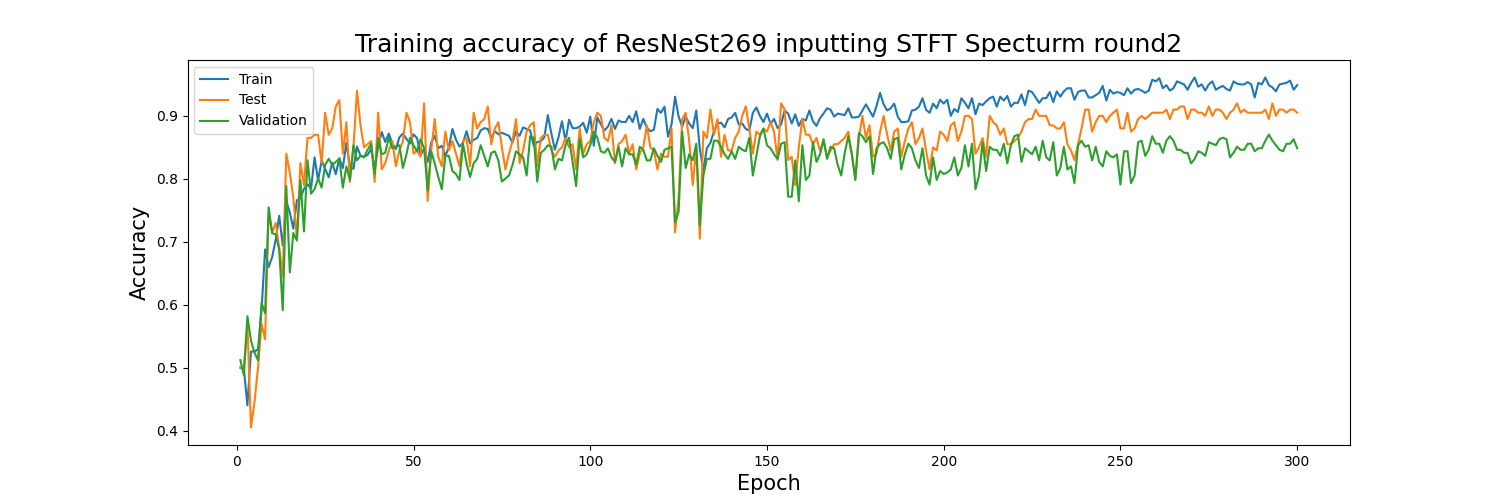 Training accuracy of ResNeSt269 inputting STFT Specturm round2
Train
Test
Validation
Accuracy
0.9
0.8
0.7
0.6
0.5
0.4
0 50 100 150 200 250 300
Epoch